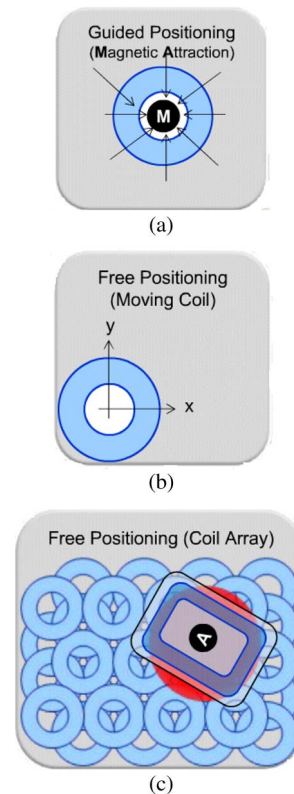 Guided Positioning
(Magnetic Attraction)
M
(a)
Free Positioning
(Moving Coil)
y
x
(b)
Free Positioning (Coil Array)
A
(c)